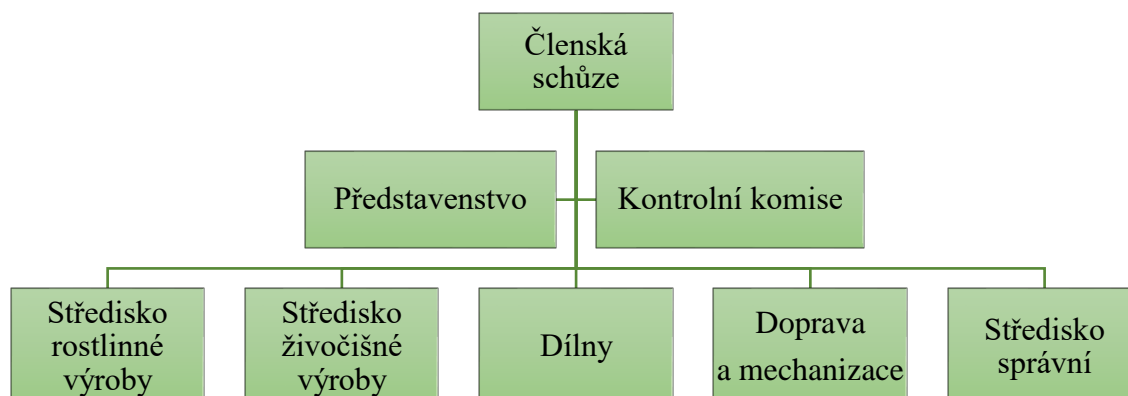 Členská
schůze
Představenstvo
Kontrolní komise
Středisko
rostlinné
výroby
Středisko
živočišné
výroby
Dílny
Doprava
a mechanizace
Středisko
správní